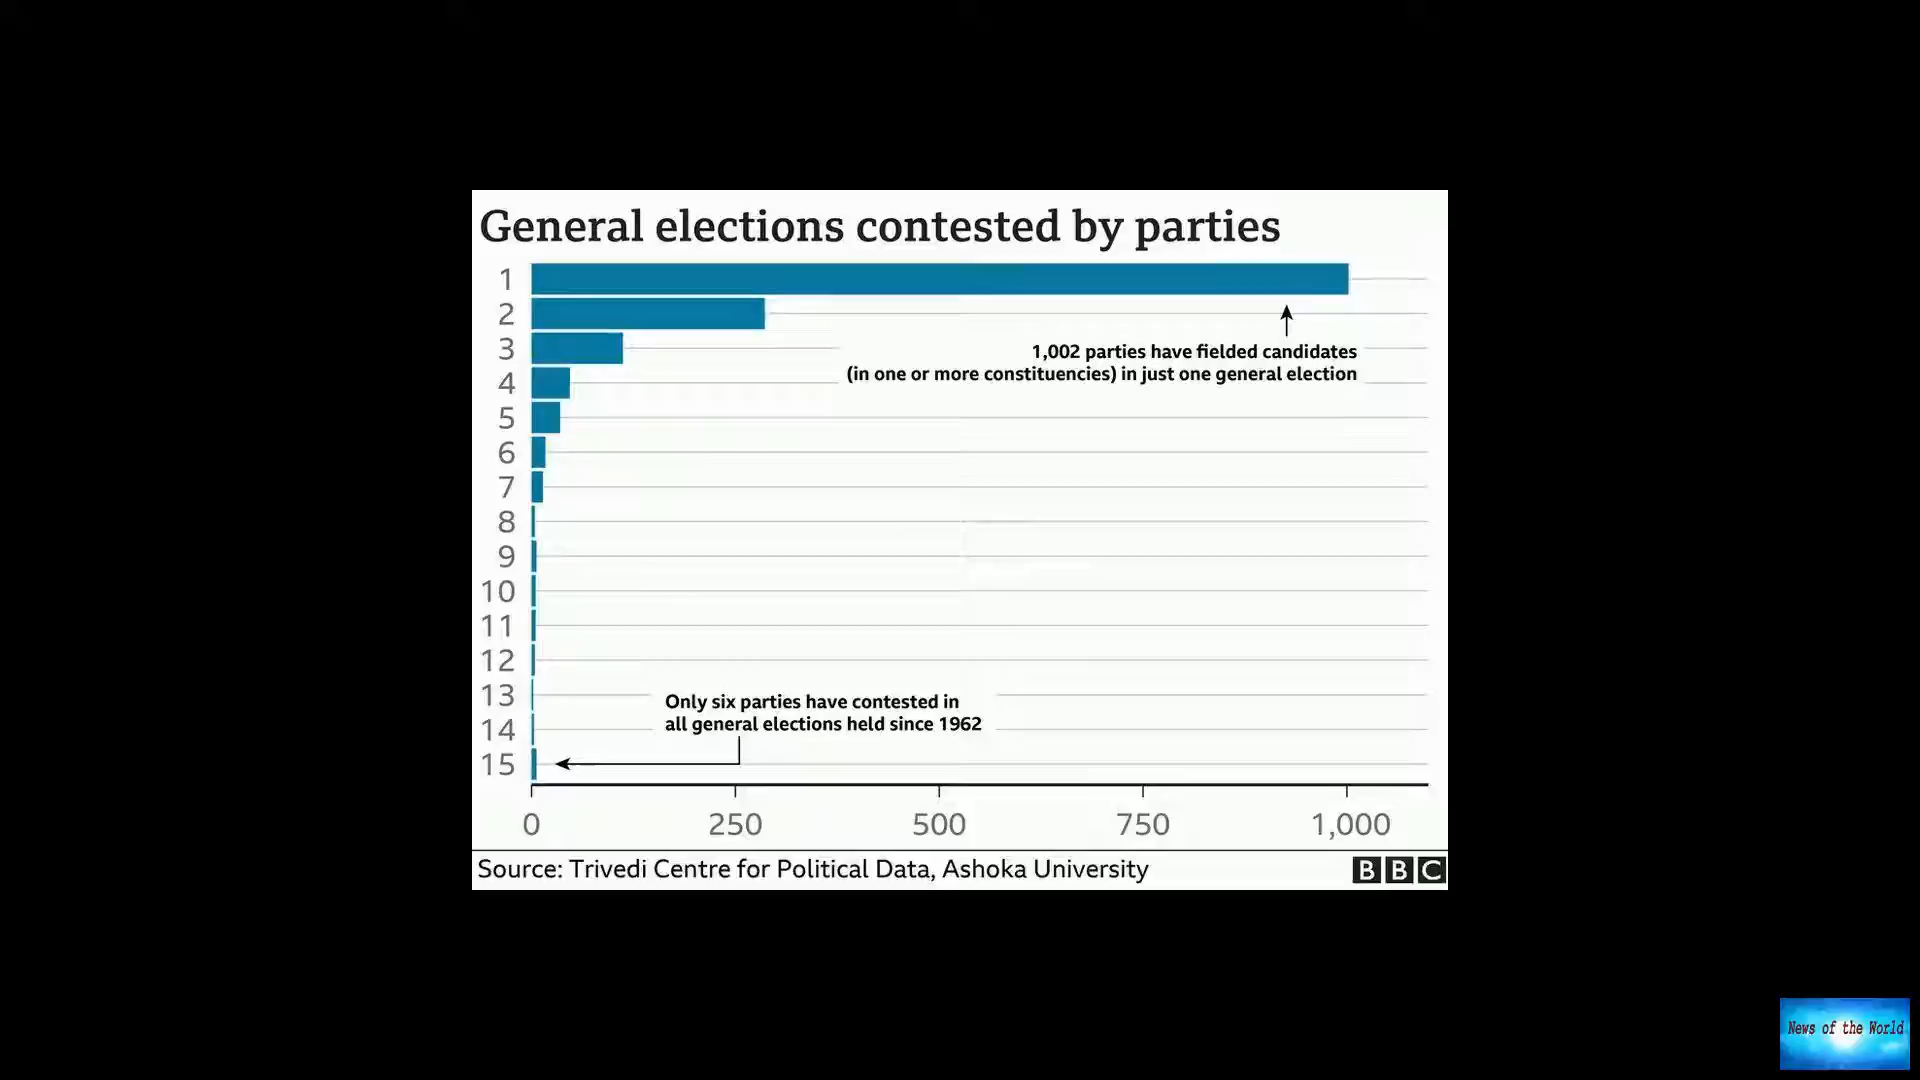 General elections contested by parties
1
2
3
1,002 parties have fielded candidates
(in one or more constituencies) in just one general election
4
5
6
7
8
9
10
11
12
13
Only six parties have contested in
all general elections held since 1962
14
15
0 250 500 750 1,000
Source: Trivedi Centre for Political Data, Ashoka University
BBC
News of the World